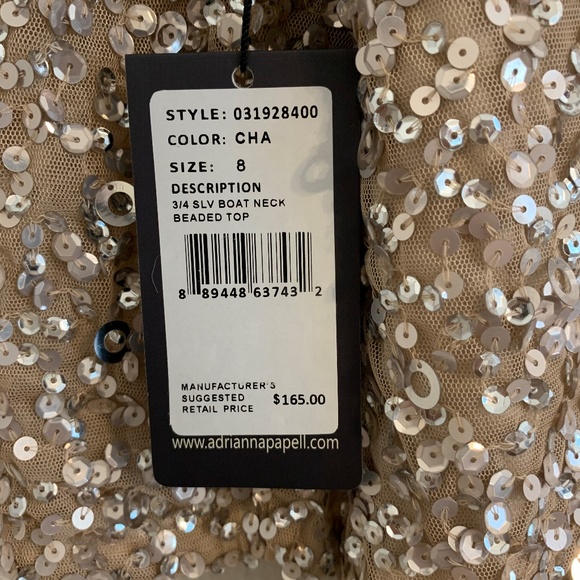 STYLE: 031928400
COLOR: CHA
SIZE: 8
DESCRIPTION
3/4 SLV BOAT NECK
BEADED TOP
8 89448 63743 2
MANUFACTURER'S
SUGGESTED
RETAIL PRICE $165.00
www.adriannapapell.com